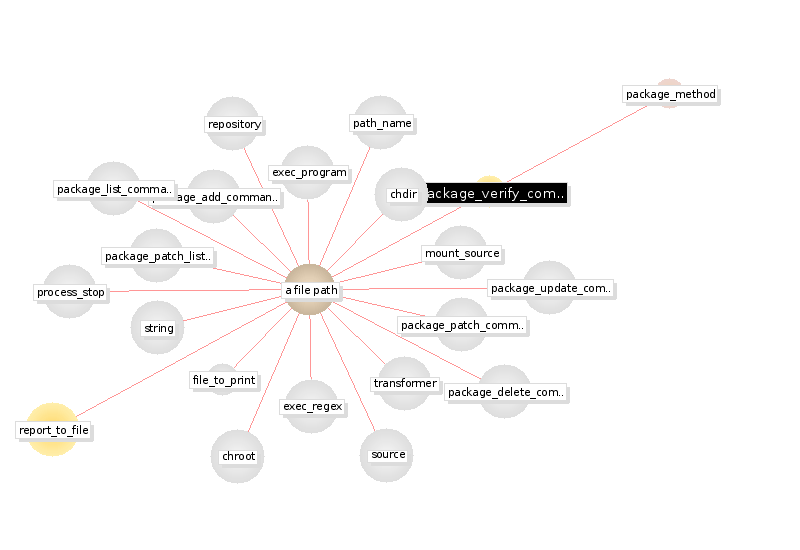 package_method
repository
path_name
exec_program
package_list_comma..
ackage_add_comman..
chdir
ackage_verify_com..
package_patch_list..
mount_source
process_stop
a file path
package_update_com..
string
package_patch_comm..
file_to_print
transformer
package_delete_com..
exec_regex
report_to_file
chroot
source